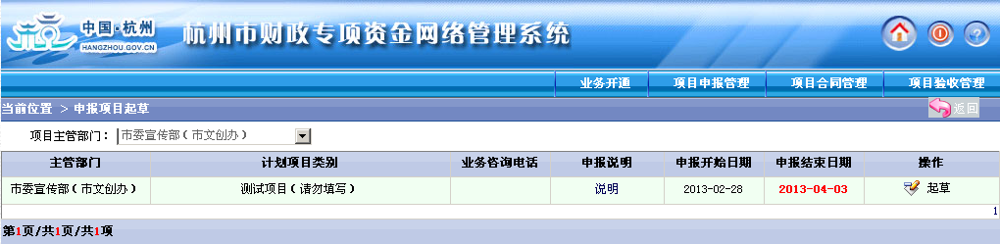 中国·杭州
HANGZHOU.GOV.CN
杭州市财政专项资金网络管理系统
业务开通 项目申报管理 项目合同管理 项目验收管理
当前位置 > 申报项目起草 返回
项目主管部门: 市委宣传部(市文创办)
主管部门 计划项目类别 业务咨询电话 申报说明 申报开始日期 申报结束日期 操作
市委宣传部(市文创办) 测试项目(请勿填写) 说明 2013-02-28 2013-04-03 起草
1
第1页/共1页/共1项